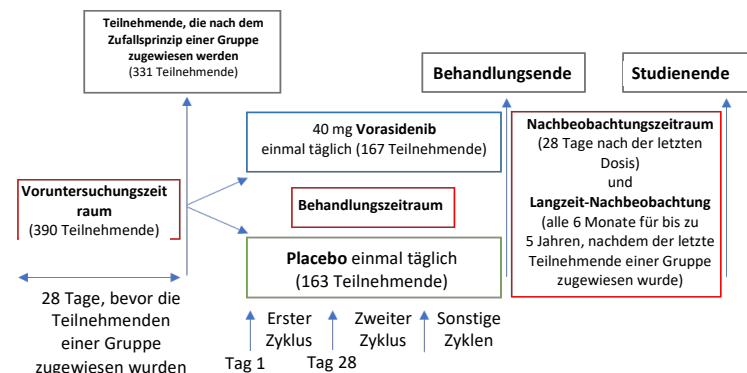 Teilnehmende, die nach dem
Zufallsprinzip einer Gruppe
zugewiesen werden
(331 Teilnehmende)
Behandlungsende
Studienende
40 mg Vorasidenib
einmal täglich (167 Teilnehmende)
Voruntersuchungszeit
raum
(390 Teilnehmende)
Behandlungszeitraum
Placebo einmal täglich
(163 Teilnehmende)
Nachbeobachtungszeitraum
(28 Tage nach der letzten
Dosis)
und
Langzeit-Nachbeobachtung
(alle 6 Monate für bis zu
5 Jahren, nachdem der letzte
Teilnehmende einer Gruppe
zugewiesen wurde)
28 Tage, bevor die
Teilnehmenden
einer Gruppe
zugewiesen wurden
Erster
Zyklus
Zweiter
Zyklus
Sonstige
Zyklen
Tag 1
Tag 28